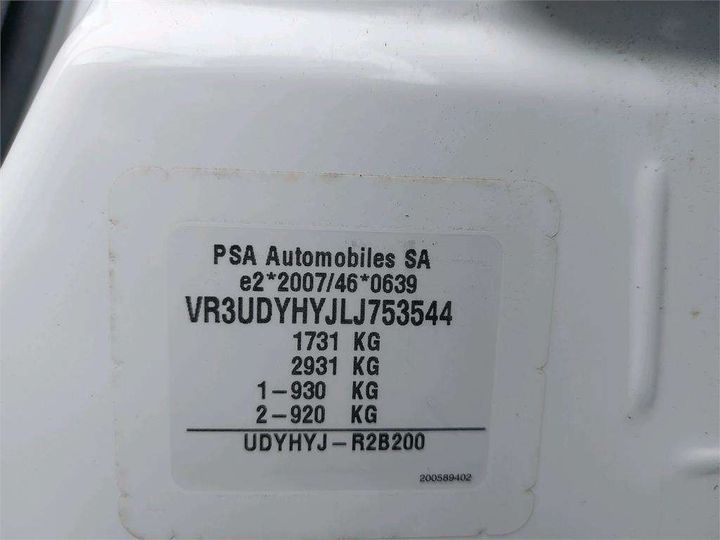 PSA Automobiles SA
e2*2007/46*0639
VR3UDYHYJLJ753544
1731 KG
2931 KG
1-930 KG
2-920 KG
UDYHYJ-R2B200
200589402